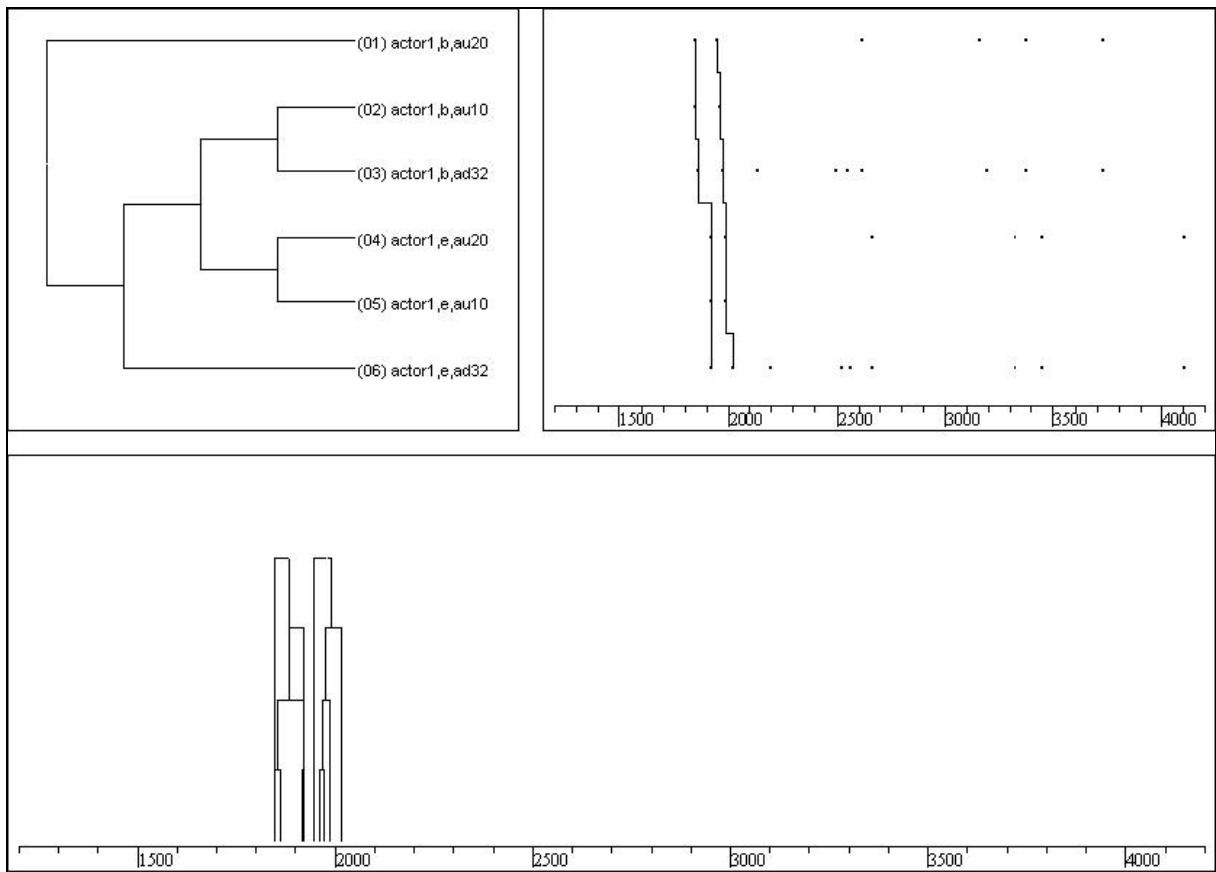 (01) actor1,b,au20
(02) actor1,b,au10
(03) actor1,b,ad32
(04) actor1,e,au20
(05) actor1,e,au10
(06) actor1,e,ad32
1500 2000 2500 3000 3500 4000
1500 2000 2500 3000 3500 4000